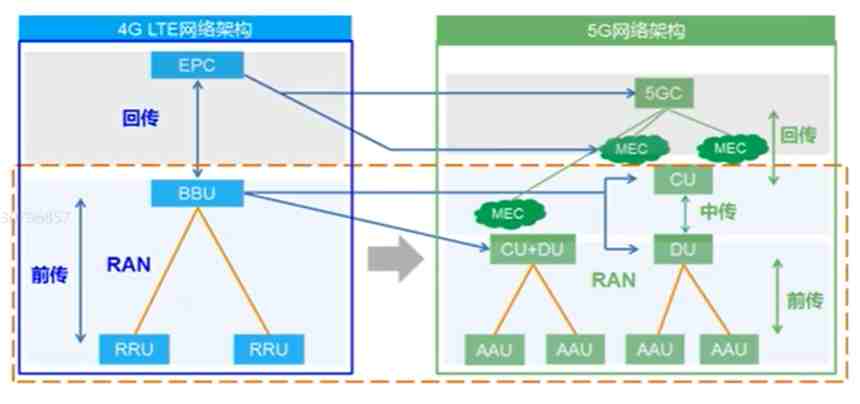 4G LTE网络架构
EPC
回传
BBU
前传
RAN
RRU
RRU
5G网络架构
5GC
MEC
MEC
回传
CU
MEC
中传
CU+DU
DU
RAN
前传
AAU
AAU
AAU
AAU